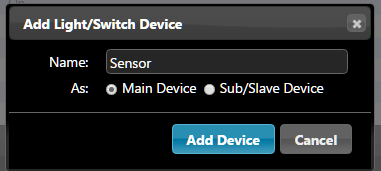 Add Light/Switch Device
Name: Sensor
As: Main Device Sub/Slave Device
Add Device Cancel